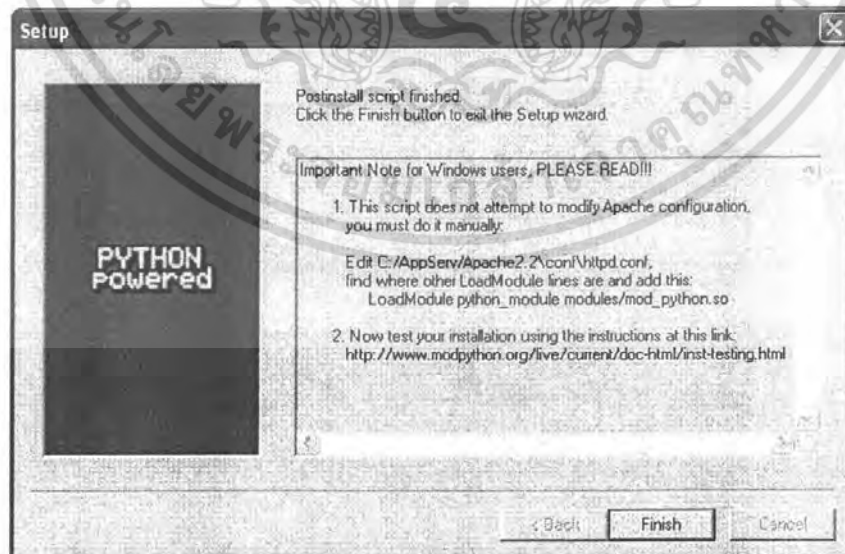 Setup
Postinstall script finished.
Click the Finish button to exit the Setup wizard.
PYTHON
powered
Important Note for Windows users, PLEASE READ!!!
1. This script does not attempt to modify Apache configuration,
you must do it manually:
Edit C:/AppServ/Apache2.2\conf\httpd.conf,
find where other LoadModule lines are and add this:
LoadModule python_module modules/mod_python.so
2. Now test your installation using the instructions at this link:
http://www.modpython.org/live/current/doc-html/inst-testing.html
< Back
Finish
Cancel